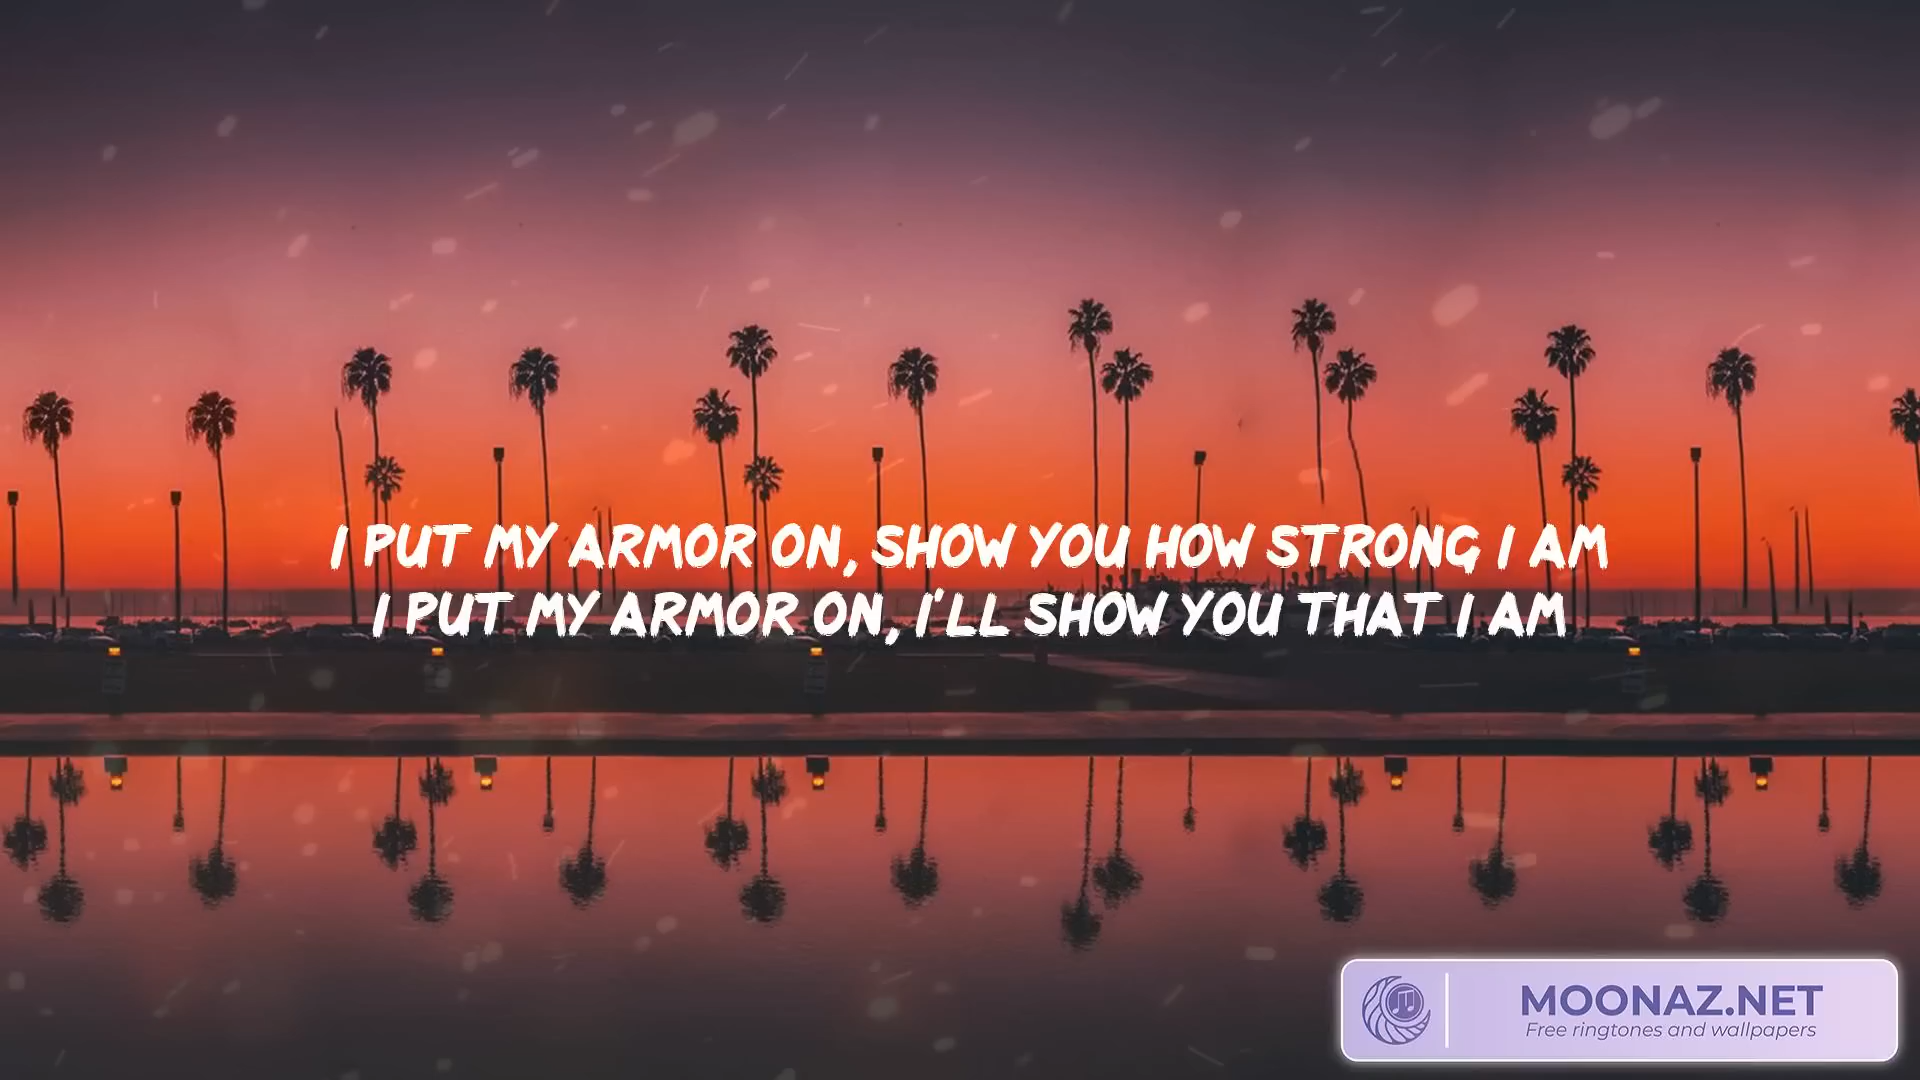 I PUT MY ARMOR ON, SHOW YOU HOW STRONG I AM
I PUT MY ARMOR ON, I'LL SHOW YOU THAT I AM
MOONAZ.NET
Free ringtones and wallpapers